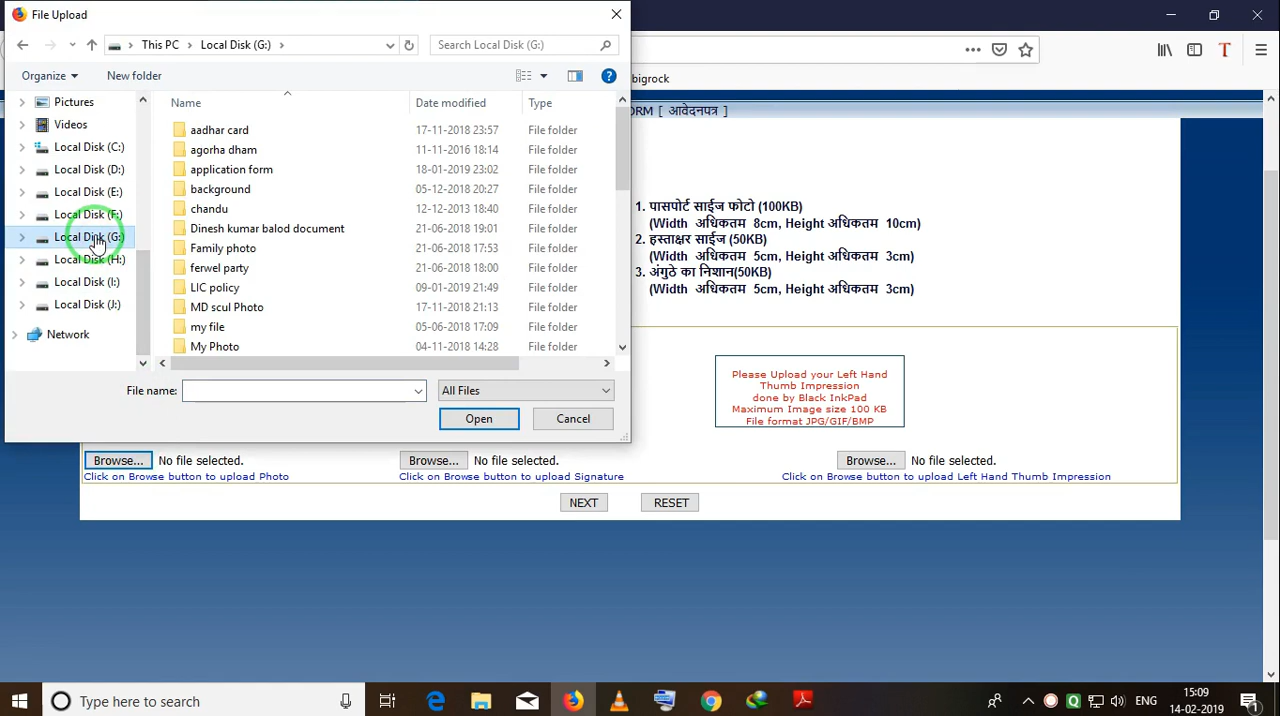 File Upload
This PC > Local Disk (G:) >
Search Local Disk (G:)
Organize
New folder
Pictures
Videos
Local Disk (C:)
Local Disk (D:)
Local Disk (E:)
Local Disk (F:)
Local Disk (G:)
Local Disk (H:)
Local Disk (I:)
Local Disk (J:)
Network
Name Date modified Type
aadhar card 17-11-2018 23:57 File folder
agorha dham 11-11-2016 18:14 File folder
application form 18-01-2019 23:02 File folder
background 05-12-2018 20:27 File folder
chandu 12-12-2013 18:40 File folder
Dinesh kumar balod document 21-06-2018 19:01 File folder
Family photo 21-06-2018 17:53 File folder
ferwel party 21-06-2018 18:00 File folder
LIC policy 09-01-2019 21:49 File folder
MD scul Photo 17-11-2018 21:13 File folder
my file 05-06-2018 17:09 File folder
My Photo 04-11-2018 14:28 File folder
File name:
All Files
Open
Cancel
bigrock
ORM [ आवेदनपत्र ]
1. पासपोर्ट साईज फोटो (100KB)
(Width अधिकतम 8cm, Height अधिकतम 10cm)
2. हस्ताक्षर साईज (50KB)
(Width अधिकतम 5cm, Height अधिकतम 3cm)
3. अंगुठे का निशान(50KB)
(Width अधिकतम 5cm, Height अधिकतम 3cm)
Please Upload your Left Hand
Thumb Impression
done by Black InkPad
Maximum Image size 100 KB
File format JPG/GIF/BMP
Browse... No file selected.
Click on Browse button to upload Photo
Browse... No file selected.
Click on Browse button to upload Signature
Browse... No file selected.
Click on Browse button to upload Left Hand Thumb Impression
NEXT
RESET
Type here to search
ENG
15:09
14-02-2019